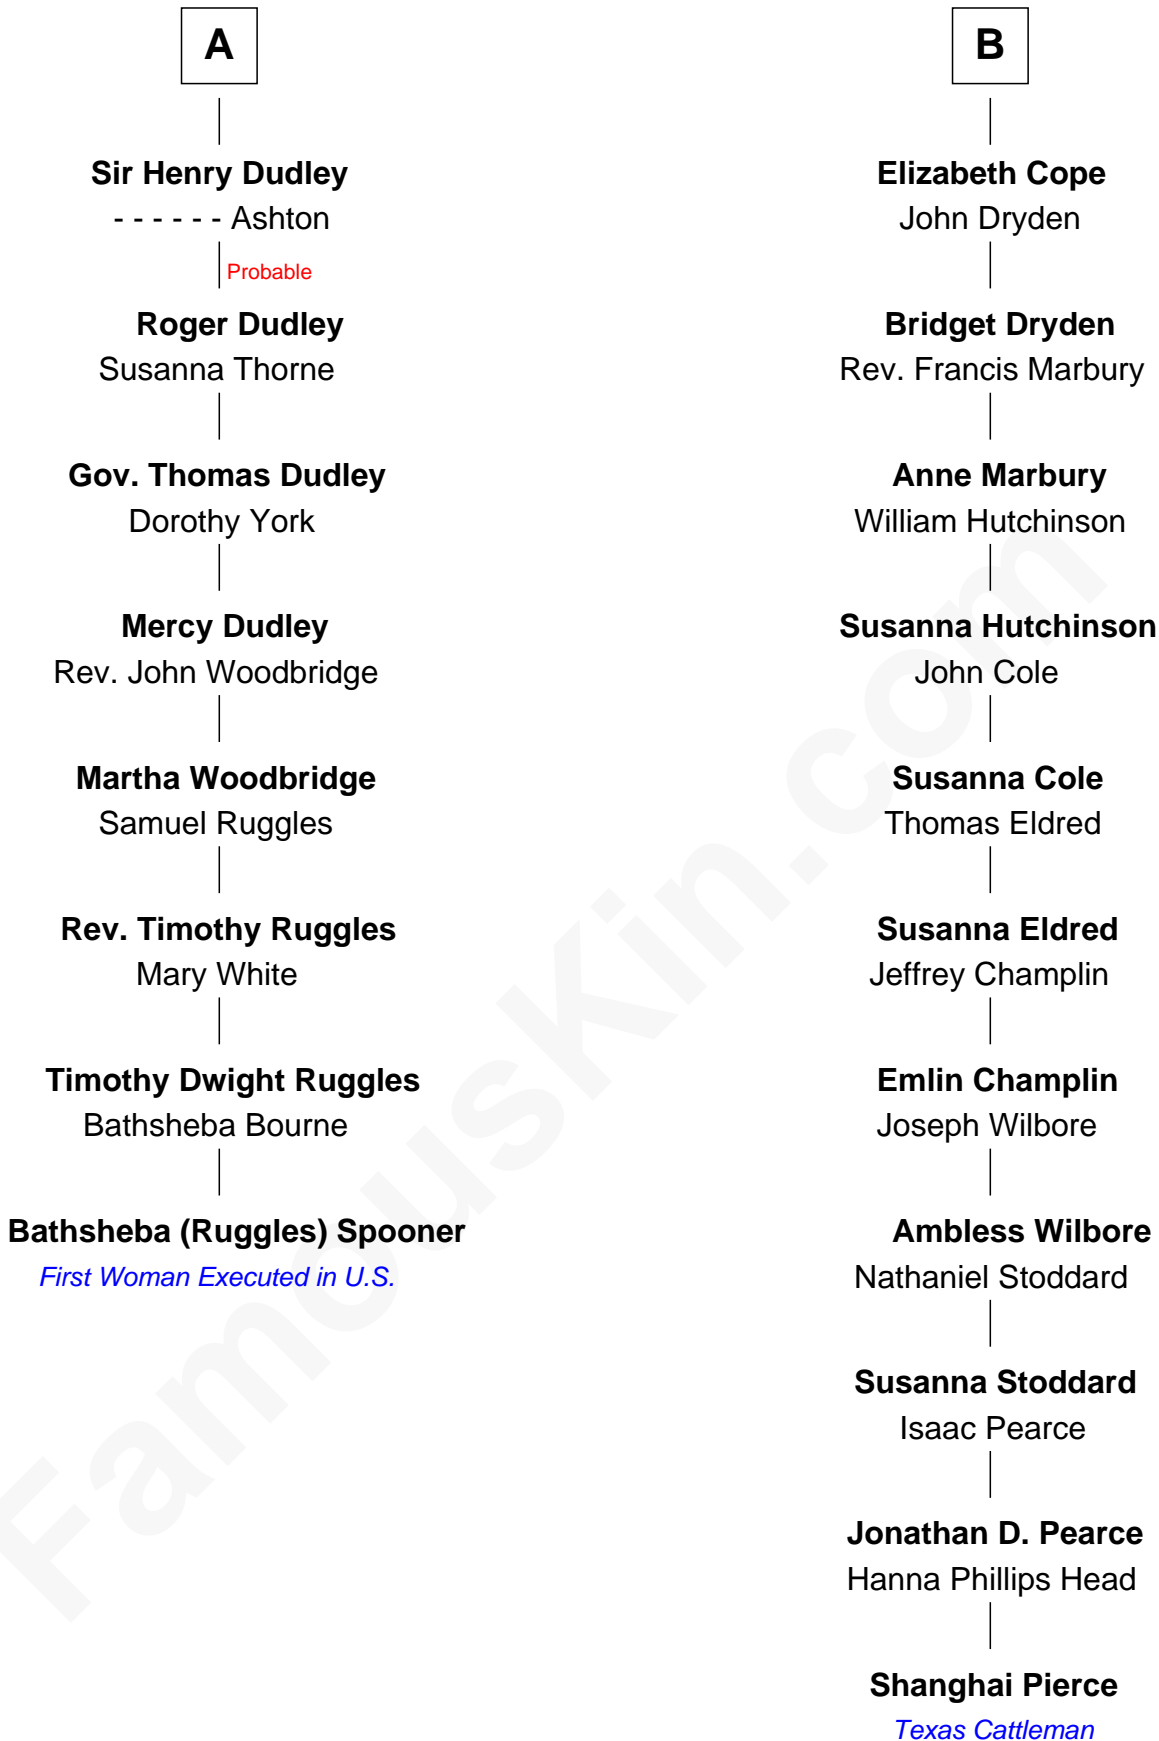 A
Sir Henry Dudley
- - - - - - Ashton
Probable
Roger Dudley
Susanna Thorne
Gov. Thomas Dudley
Dorothy York
Mercy Dudley
Rev. John Woodbridge
Martha Woodbridge
Samuel Ruggles
Rev. Timothy Ruggles
Mary White
Timothy Dwight Ruggles
Bathsheba Bourne
Bathsheba (Ruggles) Spooner
First Woman Executed in U.S.
B
Elizabeth Cope
John Dryden
Bridget Dryden
Rev. Francis Marbury
Anne Marbury
William Hutchinson
Susanna Hutchinson
John Cole
Susanna Cole
Thomas Eldred
Susanna Eldred
Jeffrey Champlin
Emlin Champlin
Joseph Wilbore
Ambless Wilbore
Nathaniel Stoddard
Susanna Stoddard
Isaac Pearce
Jonathan D. Pearce
Hanna Phillips Head
Shanghai Pierce
Texas Cattleman
FamousKin.com